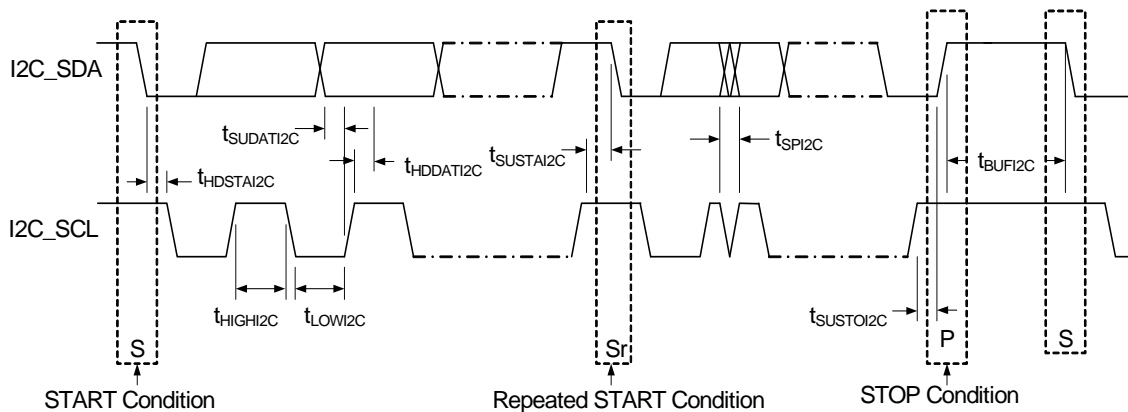 I2C_SDA
tSUDATI2C
tHDDATI2C
tSUSTAI2C
tSPI2C
tBUFI2C
tHDSTAI2C
I2C_SCL
tHIGHI2C
tLOWI2C
tSUSTOI2C
S
Sr
P
S
START Condition
Repeated START Condition
STOP Condition